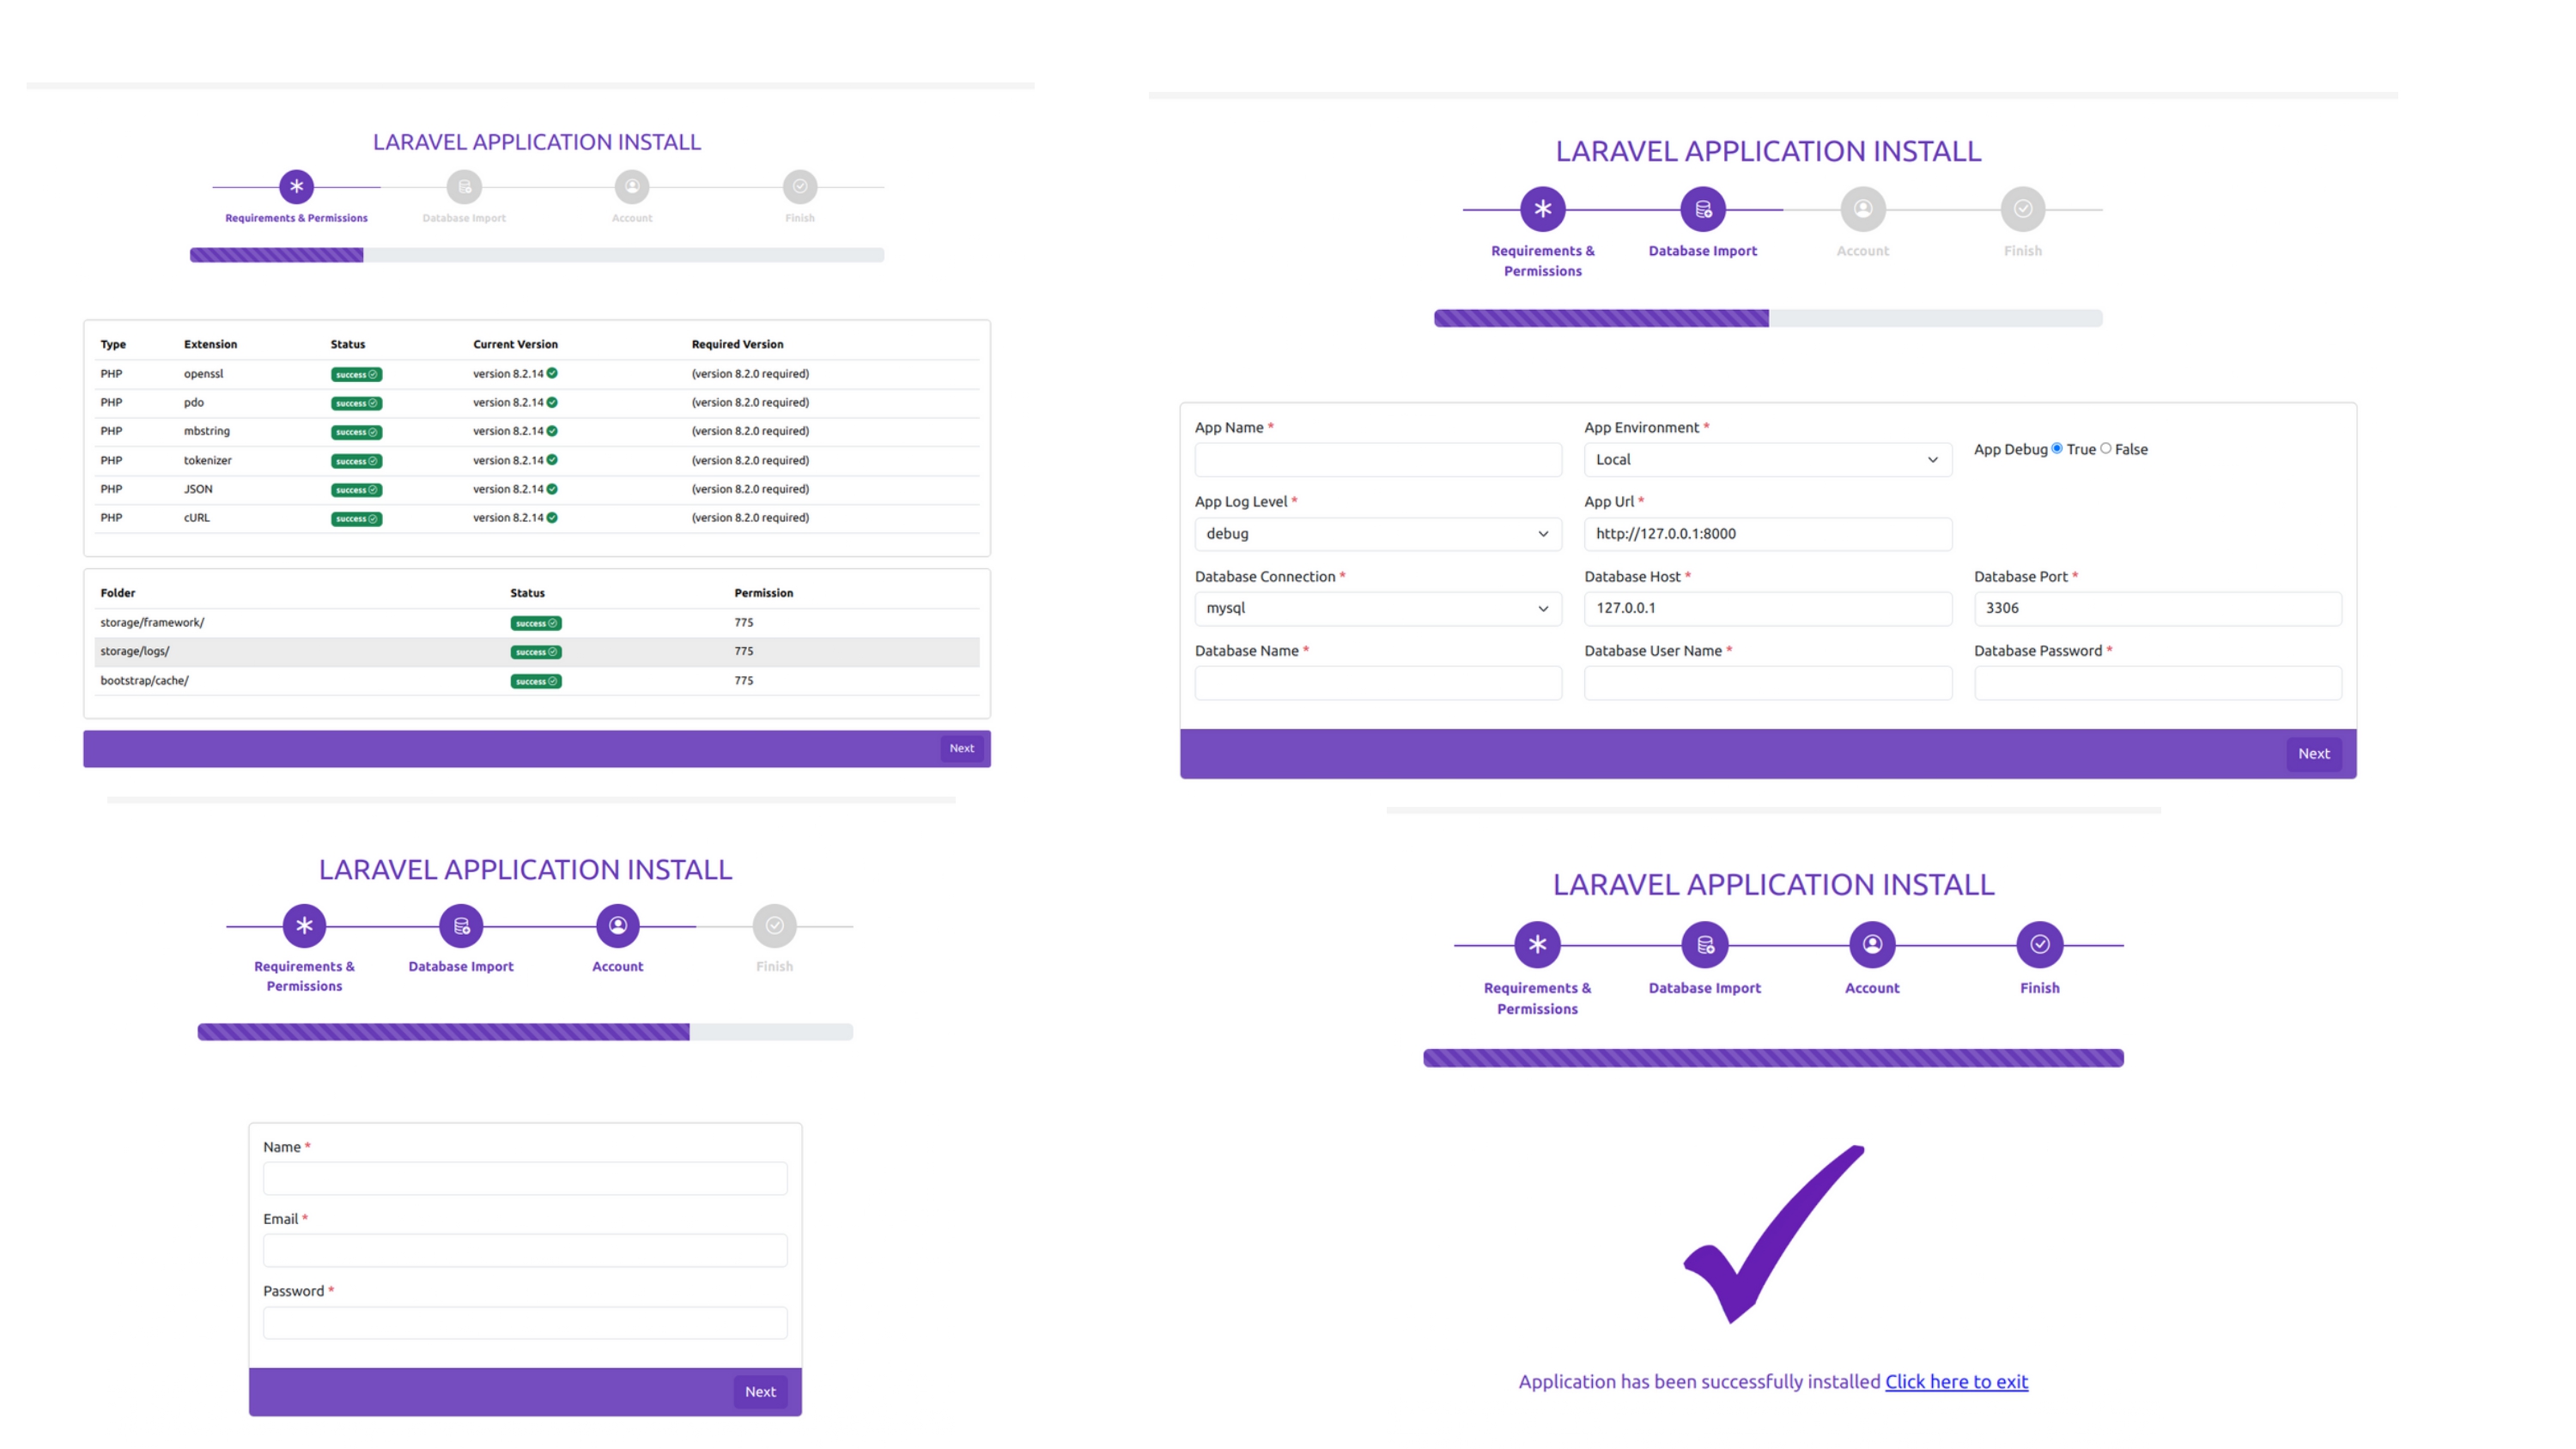 LARAVEL APPLICATION INSTALL
Requirements & Permissions Database Import Account Finish
Type Extension Status Current Version Required Version
PHP openssl success version 8.2.14 (version 8.2.0 required)
PHP pdo success version 8.2.14 (version 8.2.0 required)
PHP mbstring success version 8.2.14 (version 8.2.0 required)
PHP tokenizer success version 8.2.14 (version 8.2.0 required)
PHP JSON success version 8.2.14 (version 8.2.0 required)
PHP cURL success version 8.2.14 (version 8.2.0 required)
Folder Status Permission
storage/framework/ success 775
storage/logs/ success 775
bootstrap/cache/ success 775
Next
LARAVEL APPLICATION INSTALL
Requirements & Database Import Account Finish
Permissions
App Name * App Environment *
Local App Debug True False
App Log Level * App Url *
debug http://127.0.0.1:8000
Database Connection * Database Host * Database Port *
mysql 127.0.0.1 3306
Database Name * Database User Name * Database Password *
Next
LARAVEL APPLICATION INSTALL
Requirements & Database Import Account Finish
Permissions
Name *
Email *
Password *
Next
LARAVEL APPLICATION INSTALL
Requirements & Database Import Account Finish
Permissions
Application has been successfully installed Click here to exit